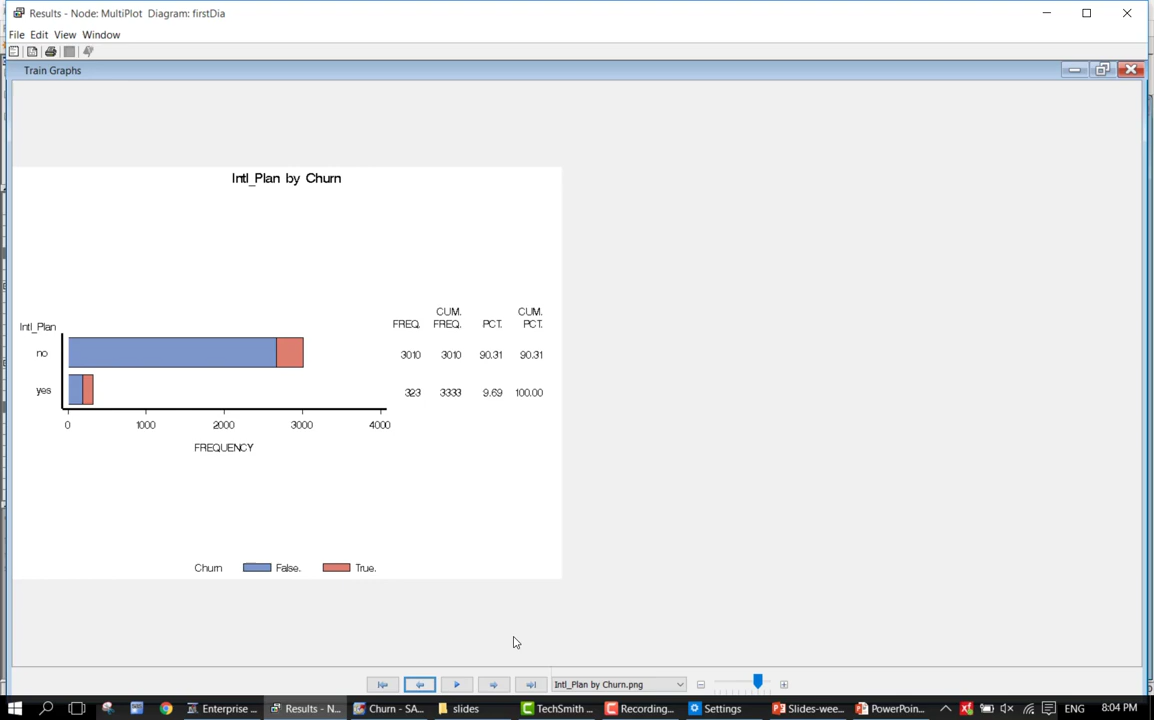 Results - Node: MultiPlot  Diagram: firstDia
File Edit View Window
Train Graphs
Intl_Plan by Churn
CUM. CUM.
FREQ. FREQ. PCT. PCT.
Intl_Plan
no 3010 3010 90.31 90.31
yes 323 3333 9.69 100.00
0 1000 2000 3000 4000
FREQUENCY
Churn False. True.
Intl_Plan by Churn.png
Enterprise ... Results - N... Churn - SA... slides TechSmith ... Recording... Settings Slides-wee... PowerPoin... ENG 8:04 PM